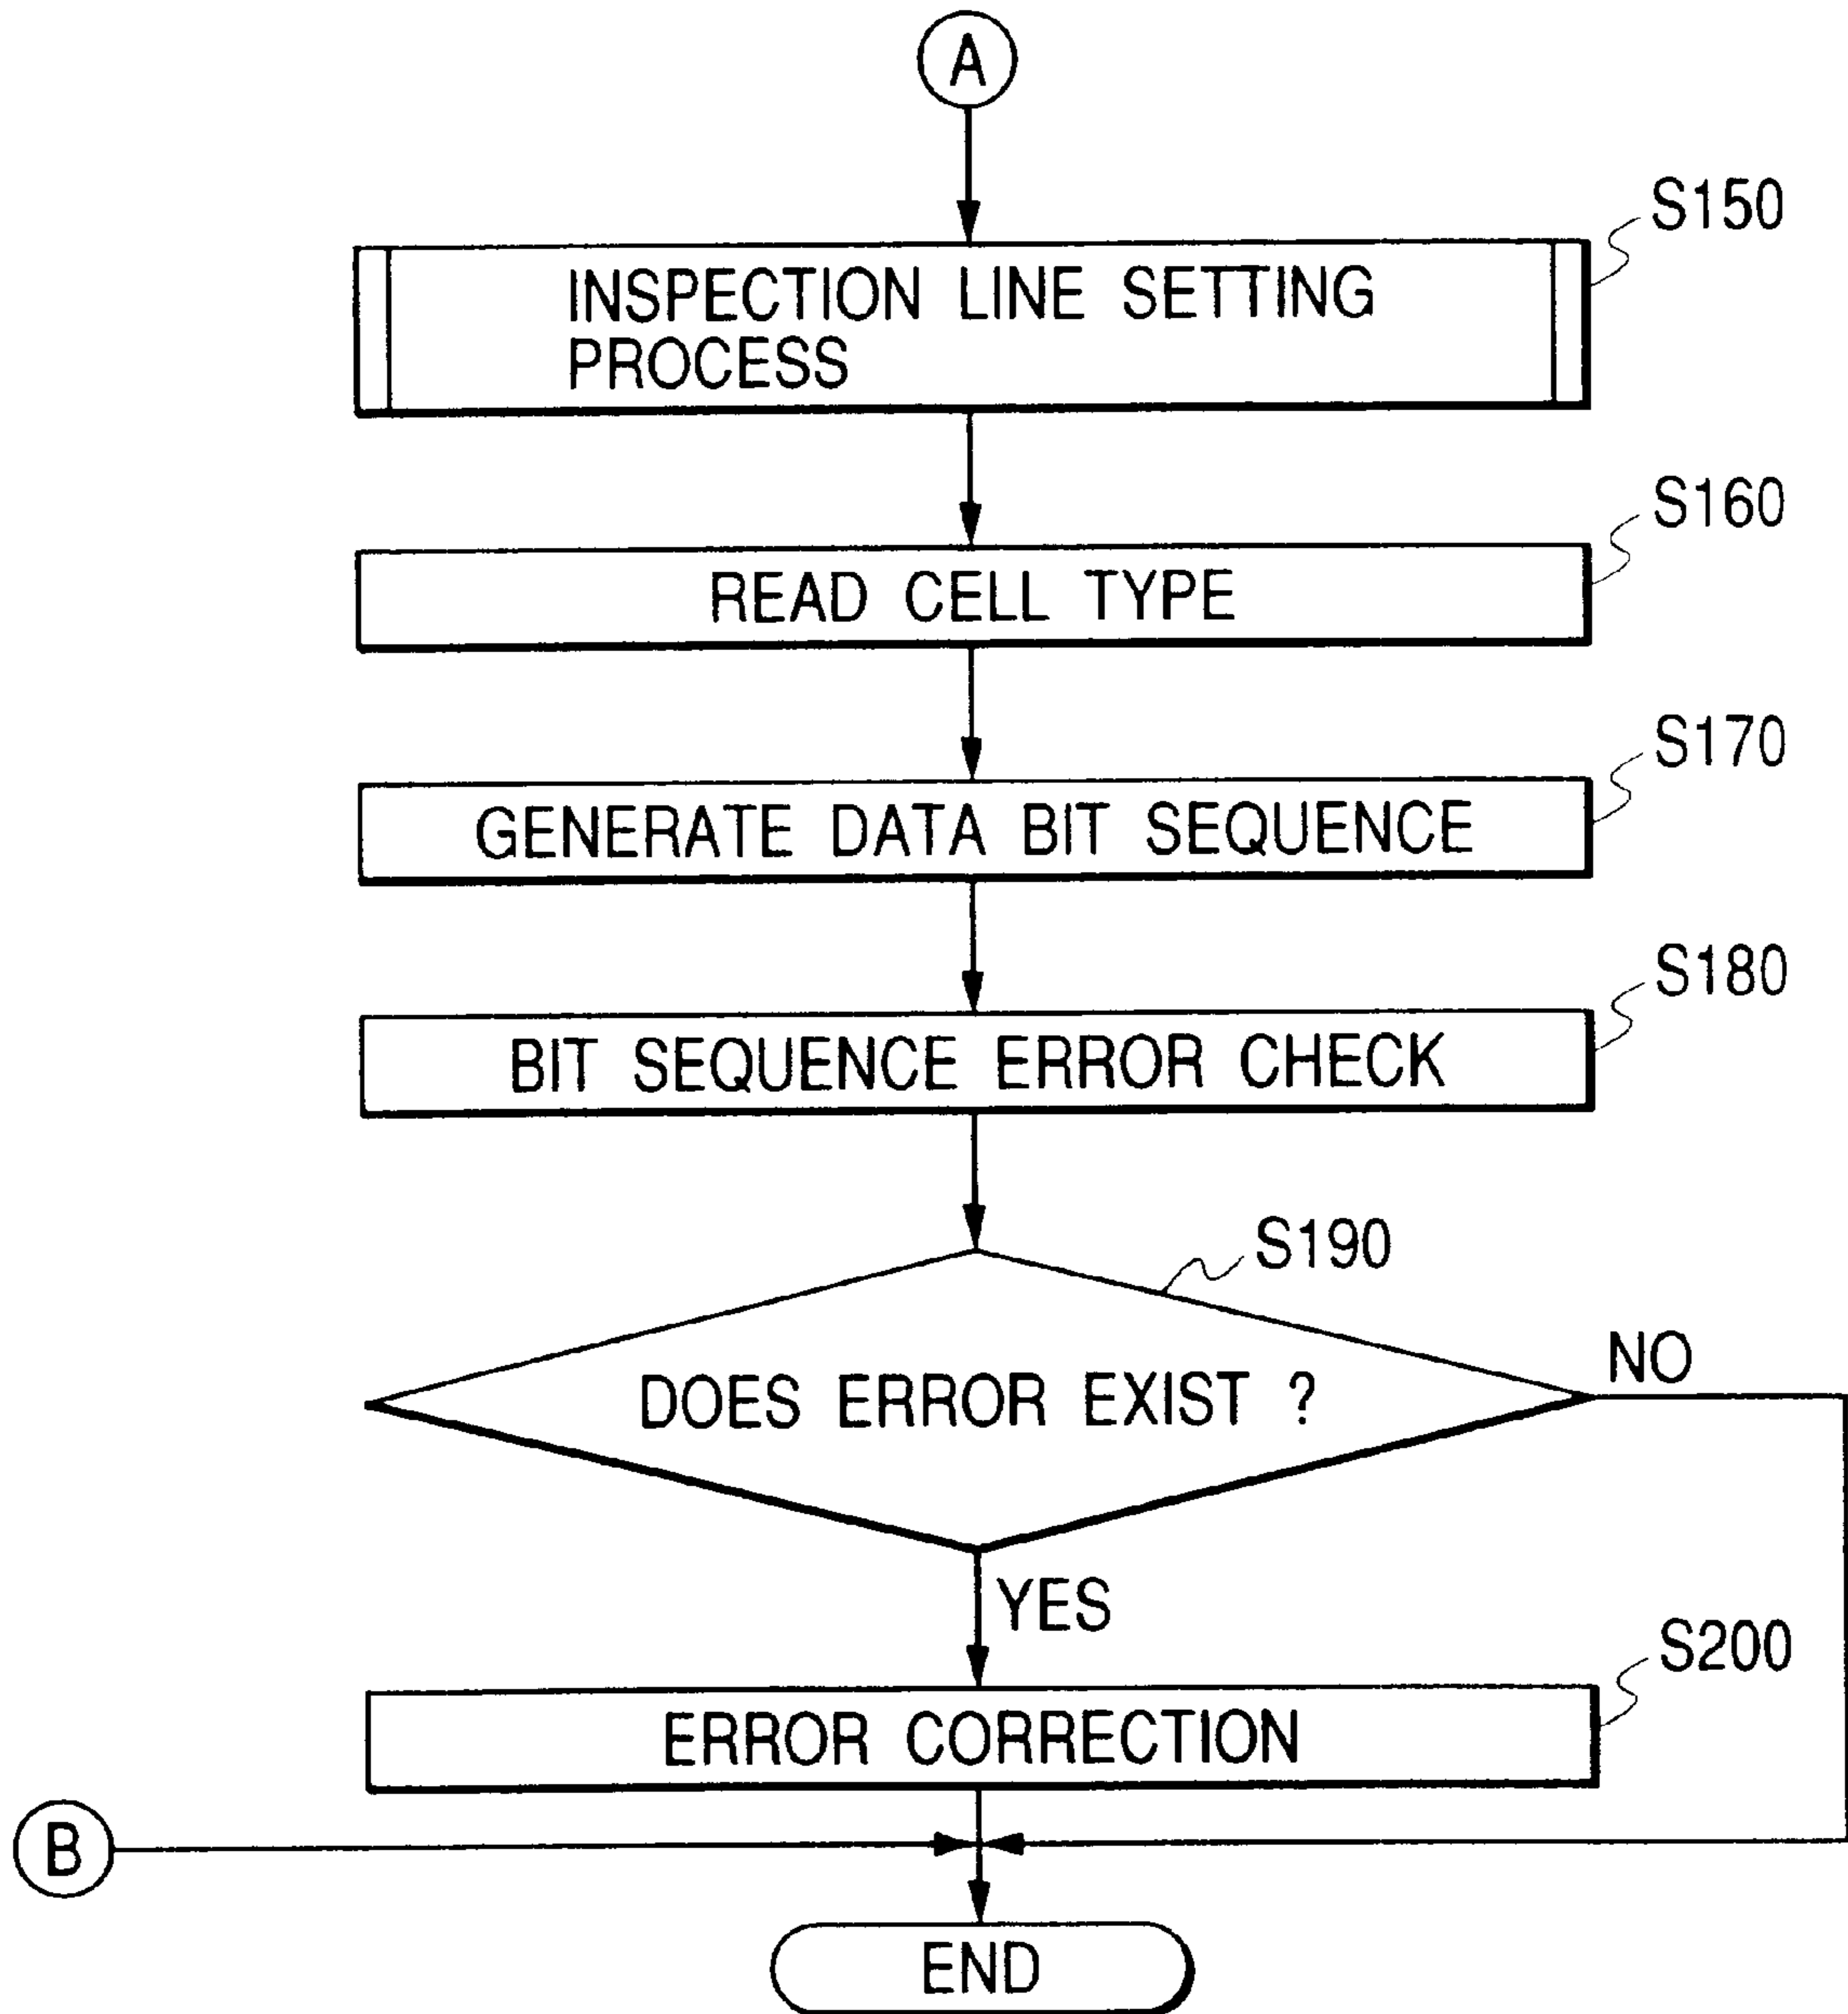 A
S150
INSPECTION LINE SETTING
PROCESS
S160
READ CELL TYPE
S170
GENERATE DATA BIT SEQUENCE
S180
BIT SEQUENCE ERROR CHECK
S190
NO
DOES ERROR EXIST ?
YES
S200
ERROR CORRECTION
B
END